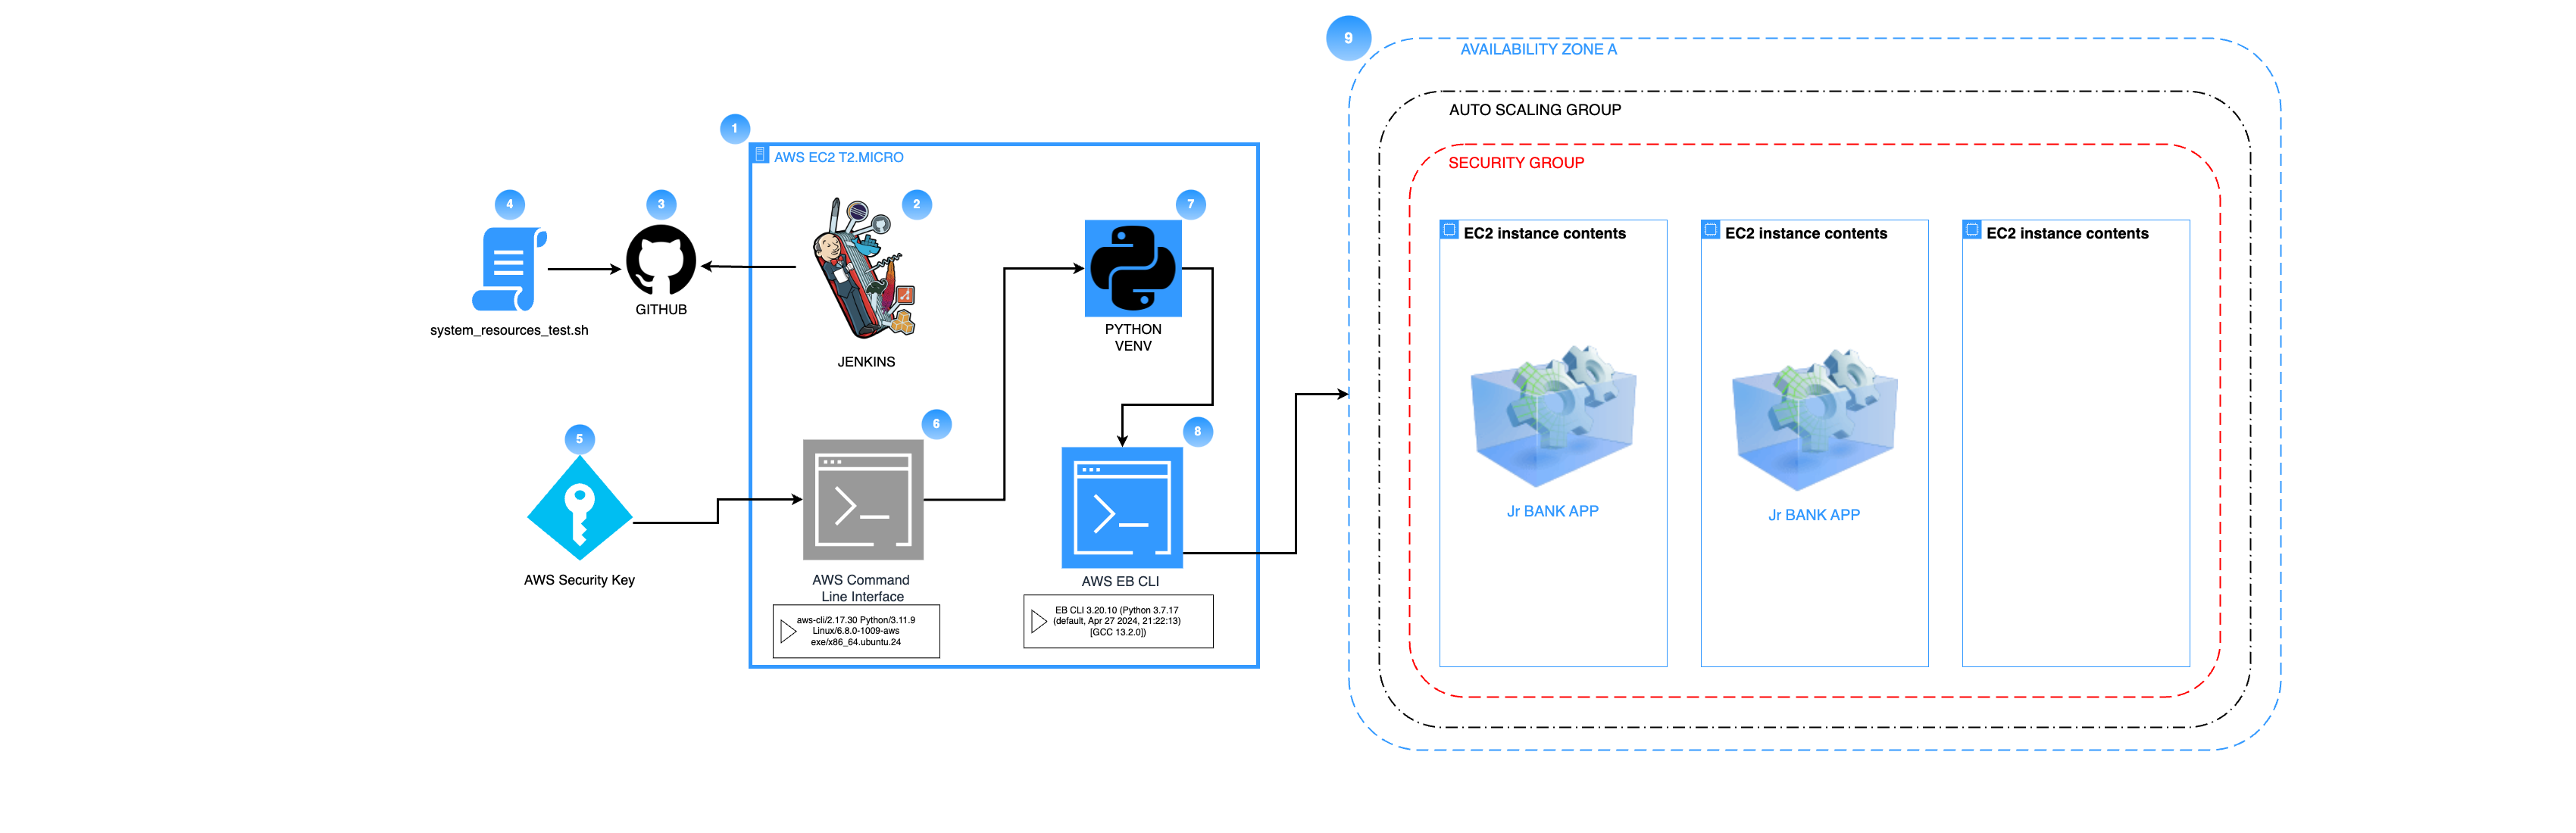 9
AVAILABILITY ZONE A
AUTO SCALING GROUP
SECURITY GROUP
1
AWS EC2 T2.MICRO
4
3
2
7
system_resources_test.sh
GITHUB
JENKINS
PYTHON
VENV
5
6
8
AWS Security Key
AWS Command
Line Interface
aws-cli/2.17.30 Python/3.11.9
Linux/6.8.0-1009-aws
exe/x86_64.ubuntu.24
AWS EB CLI
EB CLI 3.20.10 (Python 3.7.17
(default, Apr 27 2024, 21:22:13)
[GCC 13.2.0])
EC2 instance contents
Jr BANK APP
EC2 instance contents
Jr BANK APP
EC2 instance contents